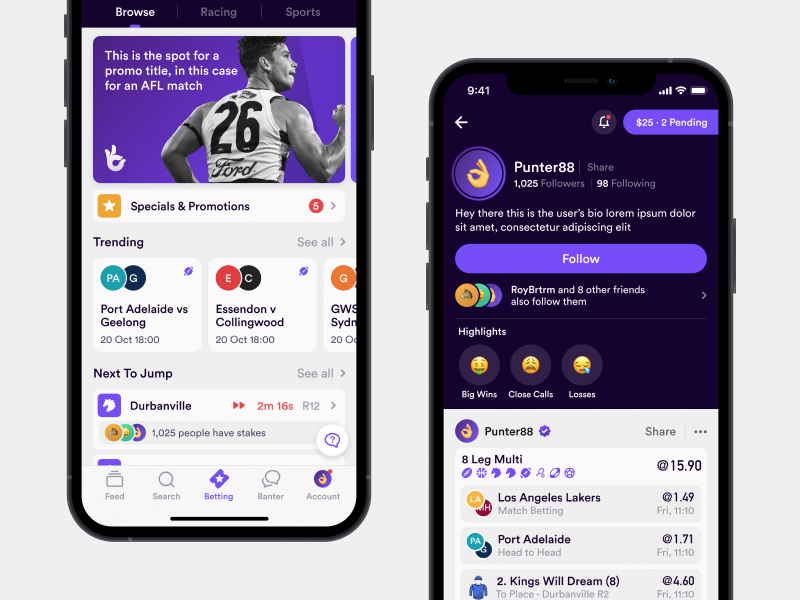 Browse
Racing
Sports
This is the spot for a
promo title, in this case
for an AFL match
26
Ford
Specials & Promotions
5
Trending
See all
PA
G
Port Adelaide vs
Geelong
20 Oct 18:00
E
C
Essendon v
Collingwood
20 Oct 18:00
G
GWS
Sydn
20 O
Next To Jump
See all
Durbanville
2m 16s
R12
1,025 people have stakes
Feed
Search
Betting
Banter
Account
9:41
$25 · 2 Pending
Punter88
Share
1,025 Followers
98 Following
Hey there this is the user's bio lorem ipsum dolor
sit amet, consectetur adipiscing elit
Follow
RoyBrtrm and 8 other friends
also follow them
Highlights
Big Wins
Close Calls
Losses
Punter88
Share
8 Leg Multi
@15.90
LA
MH
Los Angeles Lakers
@1.49
Match Betting
Fri, 11:10
PA
G
Port Adelaide
@1.71
Head to Head
Fri, 11:10
2. Kings Will Dream (8)
@4.60
To Place - Durbanville R2
Fri, 11:10